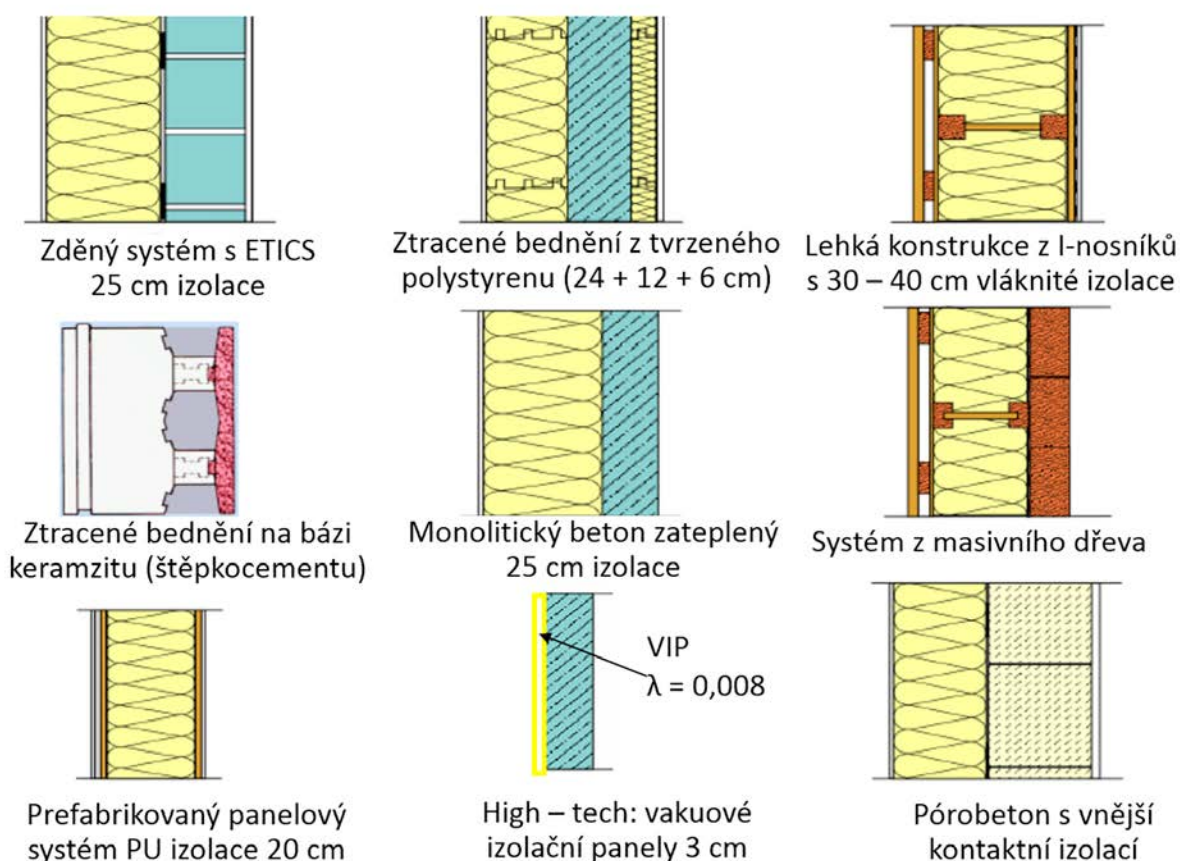 Zděný systém s ETICS
25 cm izolace
Ztracené bednění z tvrzeného
polystyrenu (24 + 12 + 6 cm)
Lehká konstrukce z I-nosníků
s 30 – 40 cm vláknité izolace
Ztracené bednění na bázi
keramzitu (štěpkocementu)
Monolitický beton zateplený
25 cm izolace
Systém z masivního dřeva
VIP
λ = 0,008
Prefabrikovaný panelový
systém PU izolace 20 cm
High – tech: vakuové
izolační panely 3 cm
Pórobeton s vnější
kontaktní izolací